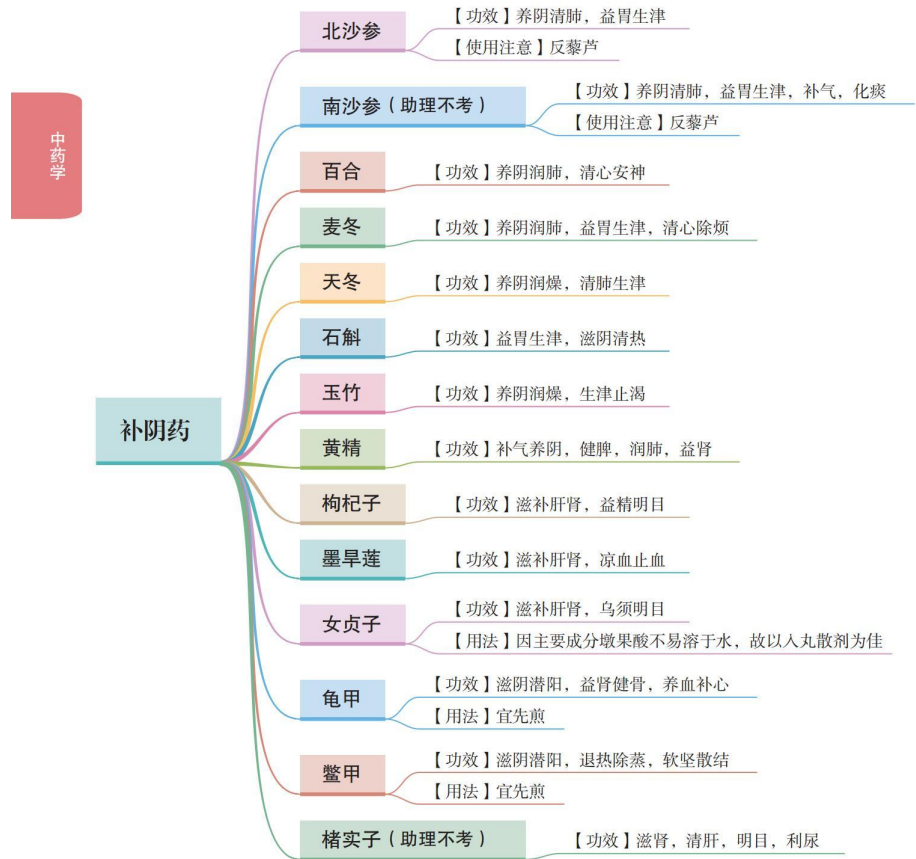 中药学
补阴药
北沙参
【功效】养阴清肺，益胃生津
【使用注意】反藜芦
南沙参（助理不考）
【功效】养阴清肺，益胃生津，补气，化痰
【使用注意】反藜芦
百合
【功效】养阴润肺，清心安神
麦冬
【功效】养阴润肺，益胃生津，清心除烦
天冬
【功效】养阴润燥，清肺生津
石斛
【功效】益胃生津，滋阴清热
玉竹
【功效】养阴润燥，生津止渴
黄精
【功效】补气养阴，健脾，润肺，益肾
枸杞子
【功效】滋补肝肾，益精明目
墨旱莲
【功效】滋补肝肾，凉血止血
女贞子
【功效】滋补肝肾，乌须明目
【用法】因主要成分墩果酸不易溶于水，故以入丸散剂为佳
龟甲
【功效】滋阴潜阳，益肾健骨，养血补心
【用法】宜先煎
鳖甲
【功效】滋阴潜阳，退热除蒸，软坚散结
【用法】宜先煎
楮实子（助理不考）
【功效】滋肾，清肝，明目，利尿